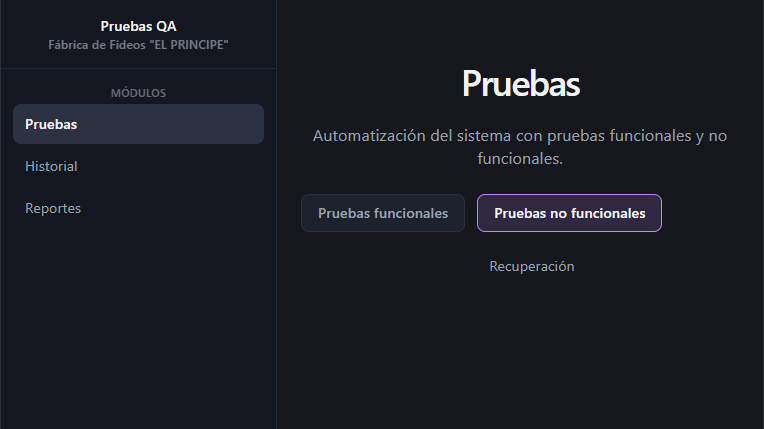 Pruebas QA
Fábrica de Fideos "EL PRINCIPE"
MÓDULOS
Pruebas
Historial
Reportes
Pruebas
Automatización del sistema con pruebas funcionales y no
funcionales.
Pruebas funcionales
Pruebas no funcionales
Recuperación